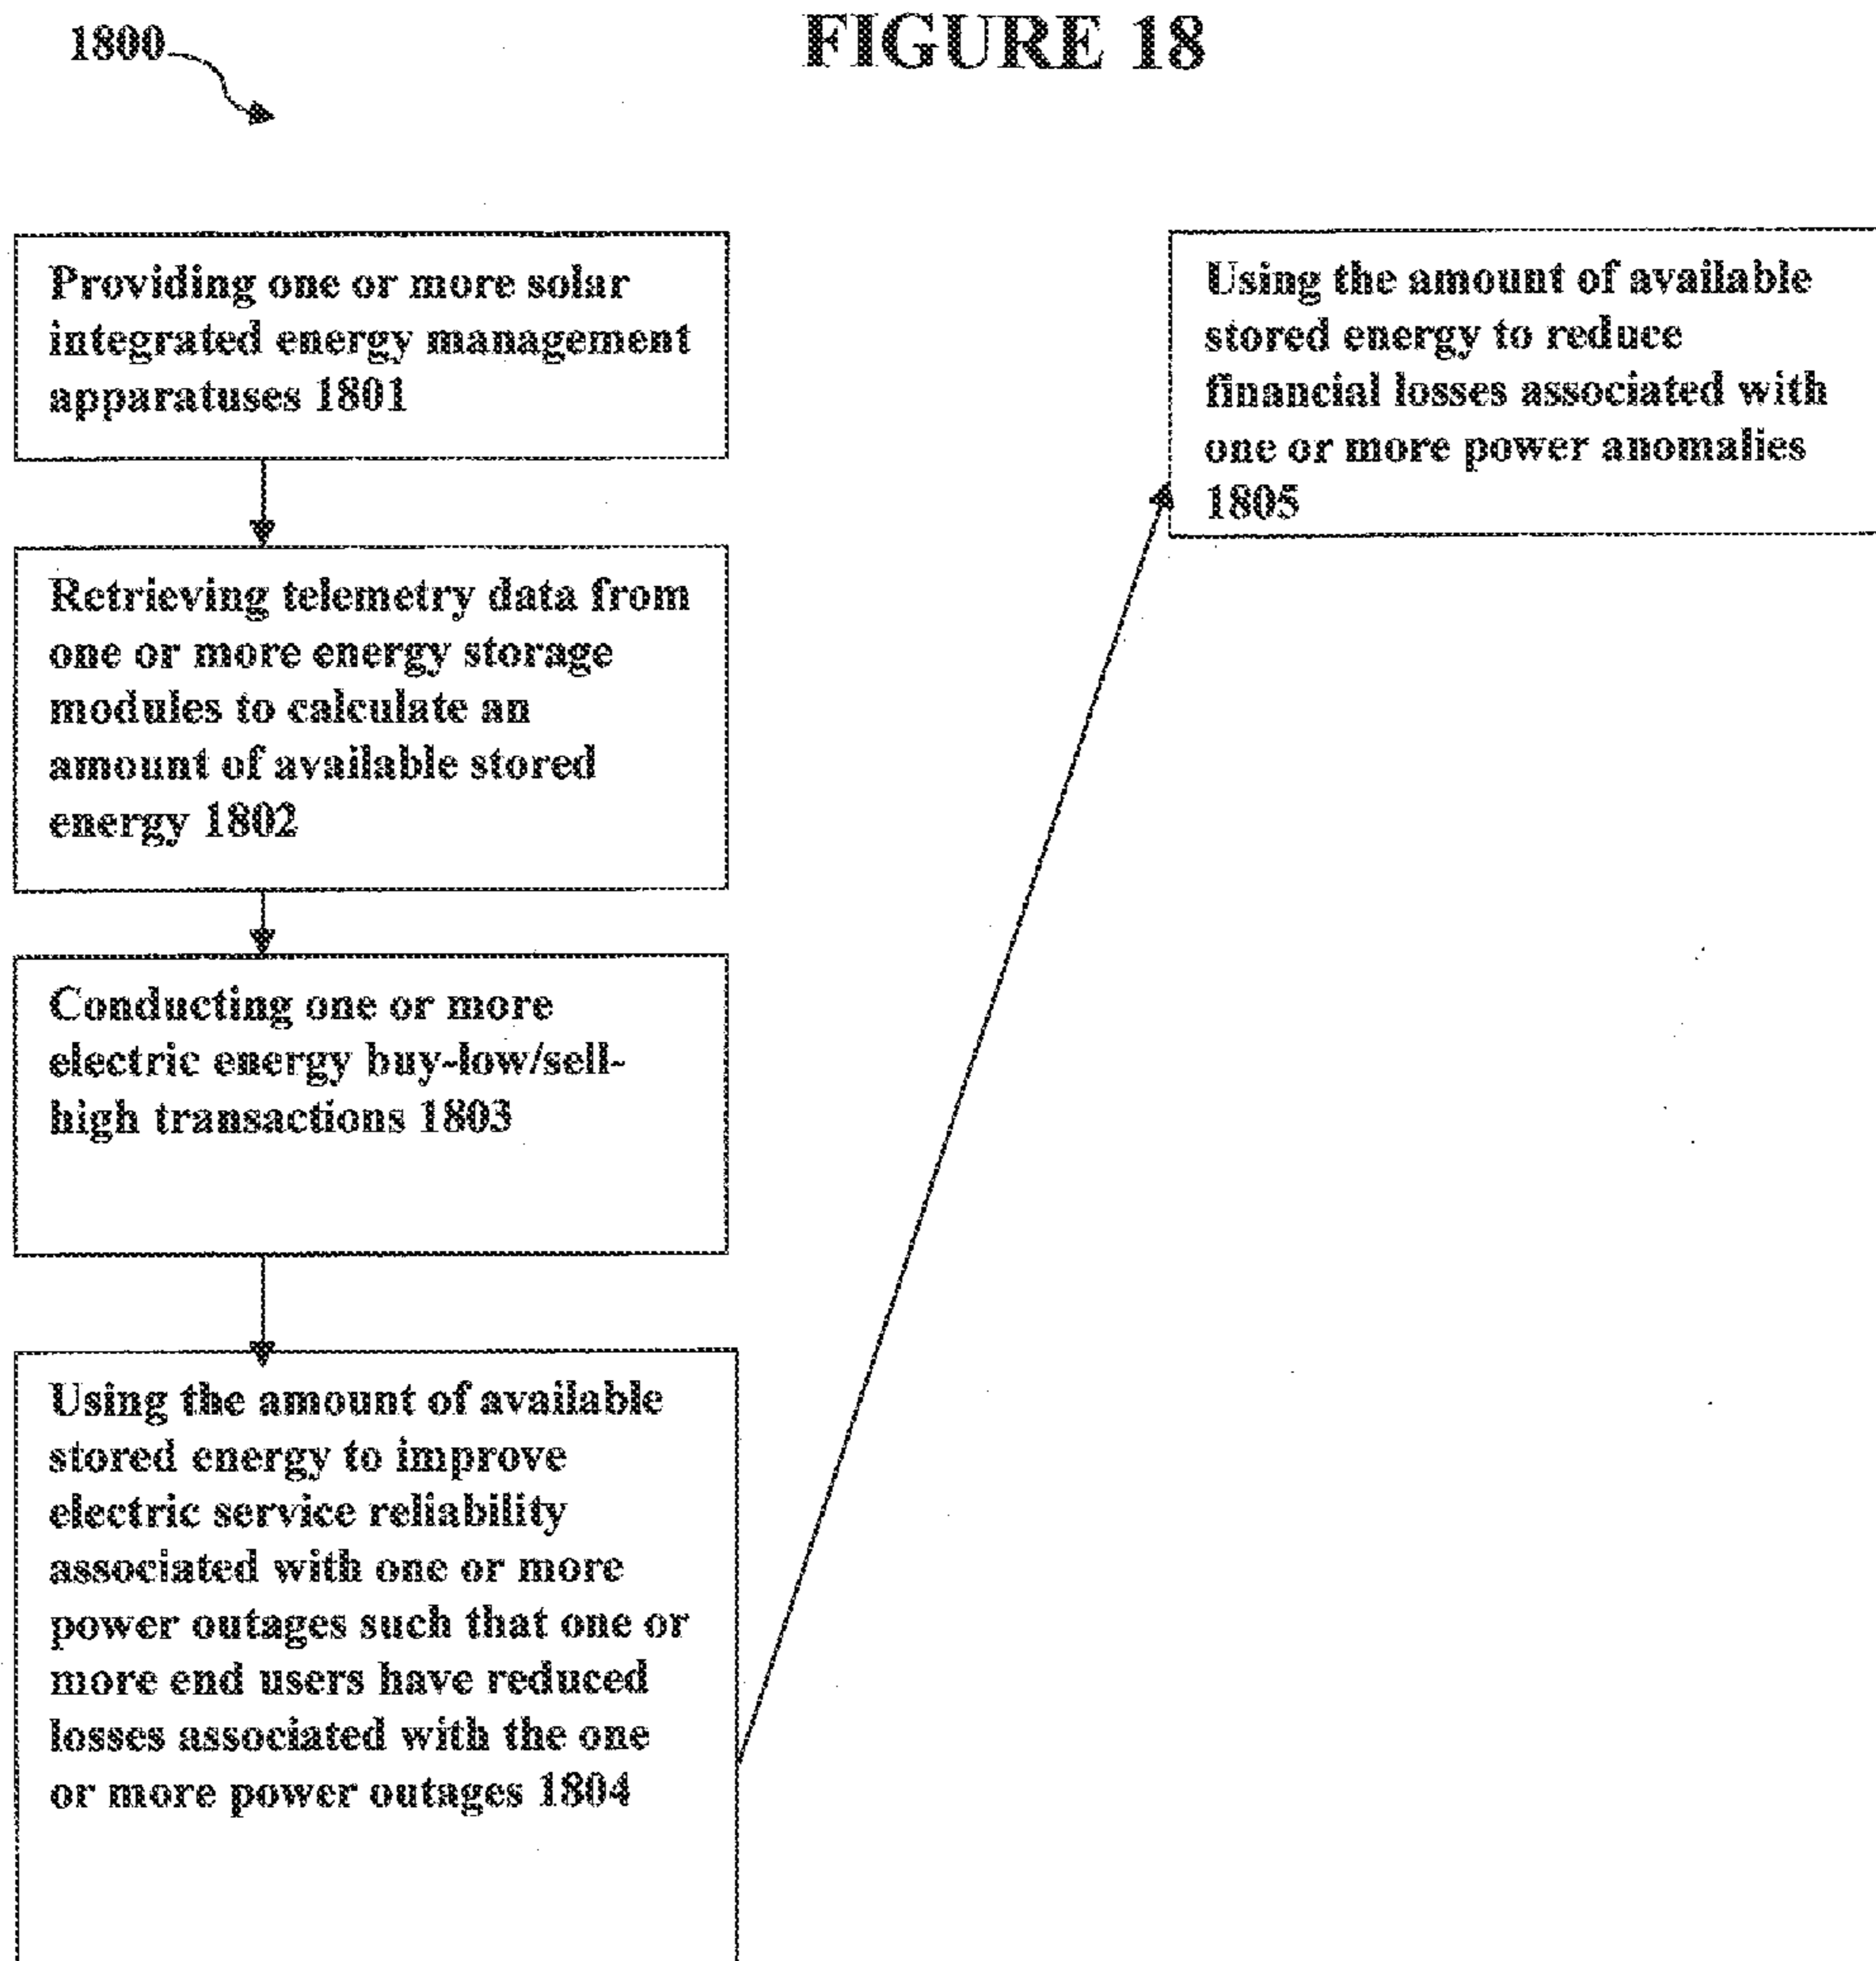 1800
FIGURE 18
Providing one or more solar
integrated energy management
apparatuses 1801
Retrieving telemetry data from
one or more energy storage
modules to calculate an
amount of available stored
energy 1802
Conducting one or more
electric energy buy-low/sell-
high transactions 1803
Using the amount of available
stored energy to improve
electric service reliability
associated with one or more
power outages such that one or
more end users have reduced
losses associated with the one
or more power outages 1804
Using the amount of available
stored energy to reduce
financial losses associated with
one or more power anomalies
1805